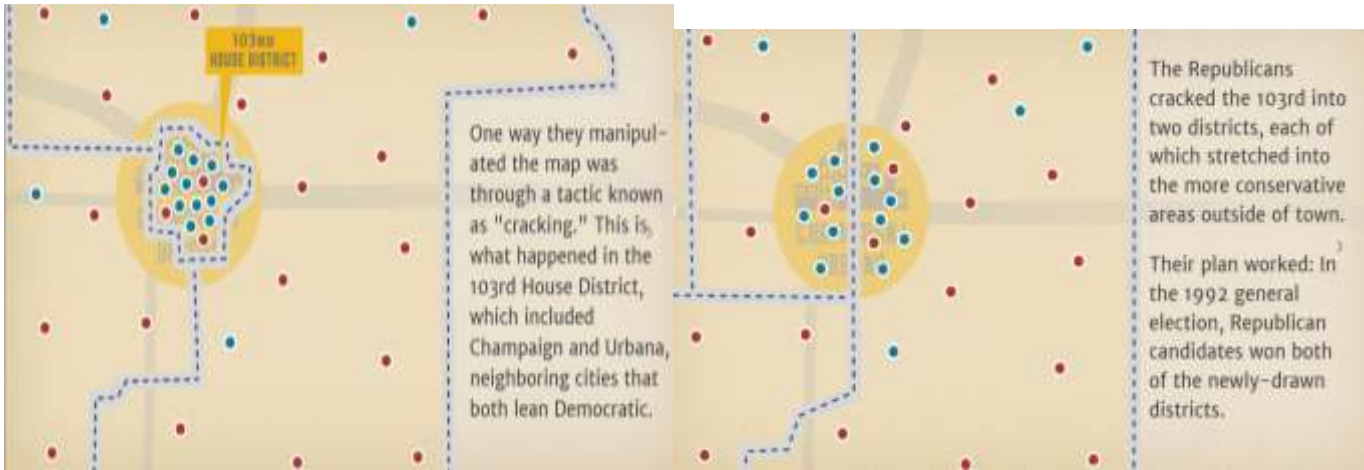 103RD
HOUSE DISTRICT
One way they manipul-
ated the map was
through a tactic known
as "cracking." This is
what happened in the
103rd House District,
which included
Champaign and Urbana,
neighboring cities that
both lean Democratic.
The Republicans
cracked the 103rd into
two districts, each of
which stretched into
the more conservative
areas outside of town.
Their plan worked: In
the 1992 general
election, Republican
candidates won both
of the newly-drawn
districts.